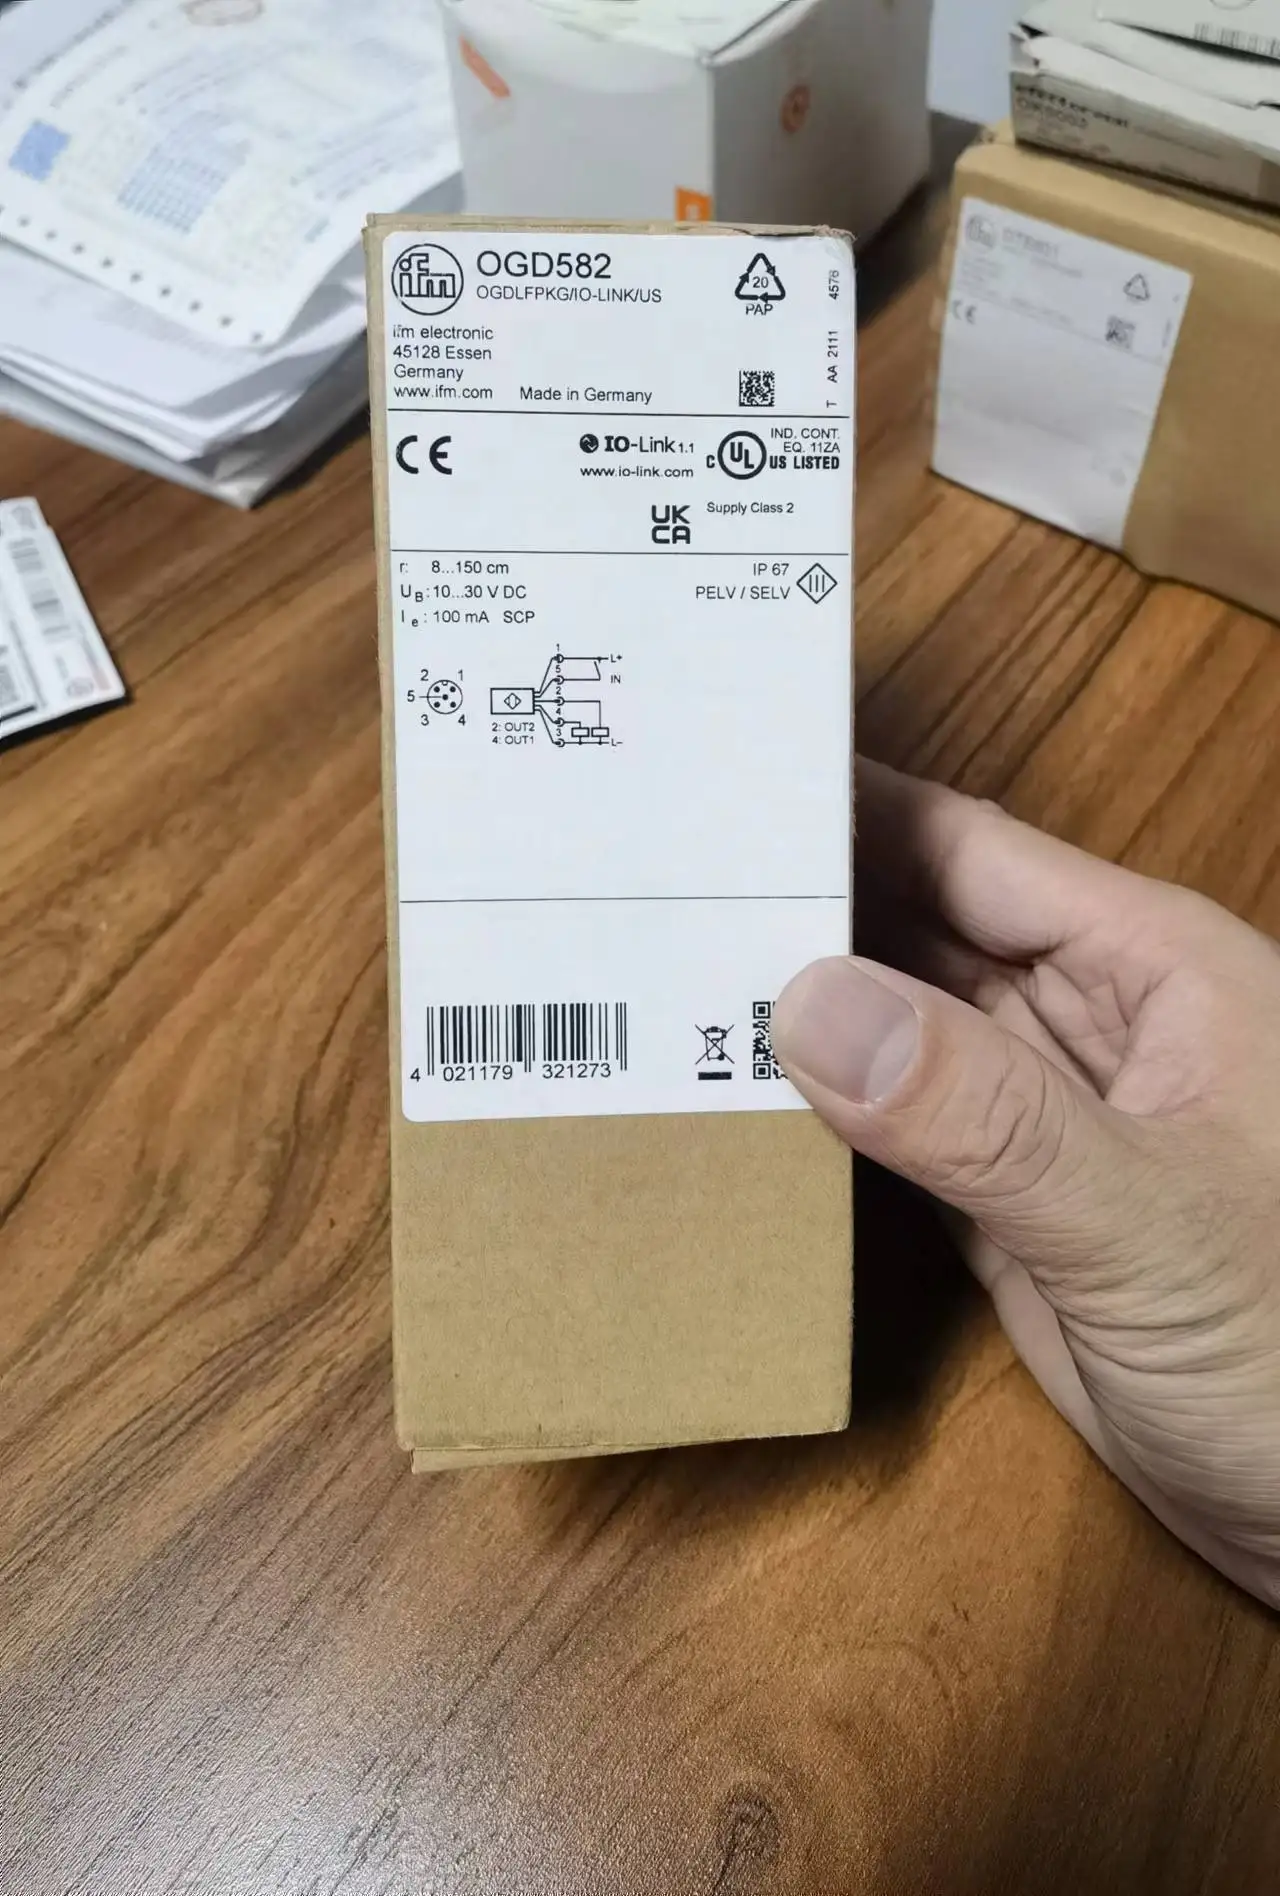 ifm
OGD582
OGDLFPKG/IO-LINK/US
20
PAP
ifm electronic
45128 Essen
Germany
www.ifm.com
Made in Germany
T AA 2111 4578
CE
IO-Link 1.1
www.io-link.com
C UL US LISTED
IND. CONT.
EQ. 11ZA
UK
CA
Supply Class 2
r: 8...150 cm
UB: 10...30 V DC
Ie: 100 mA SCP
IP 67
PELV / SELV
III
2 1
5
3 4
1 L+
5 IN
2
4
3 L–
2: OUT2
4: OUT1
4 021179 321273
ifm
CE